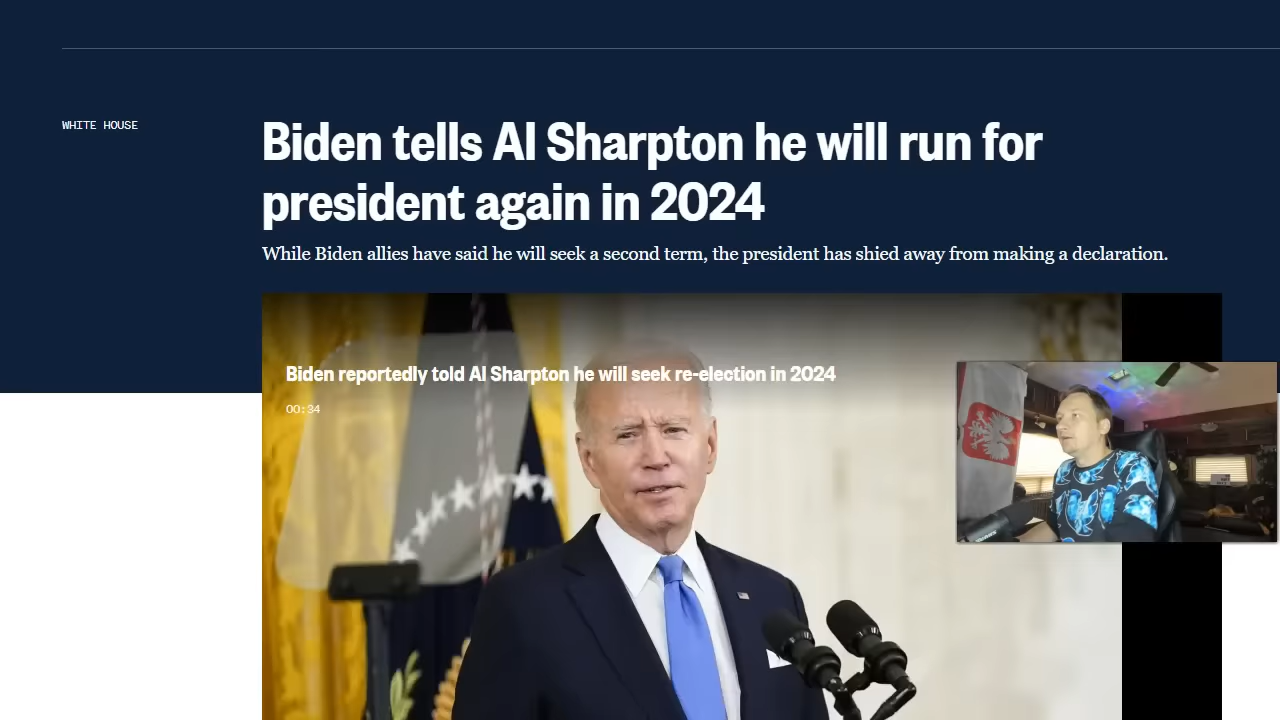 WHITE HOUSE
Biden tells Al Sharpton he will run for
president again in 2024
While Biden allies have said he will seek a second term, the president has shied away from making a declaration.
Biden reportedly told Al Sharpton he will seek re-election in 2024
00:34